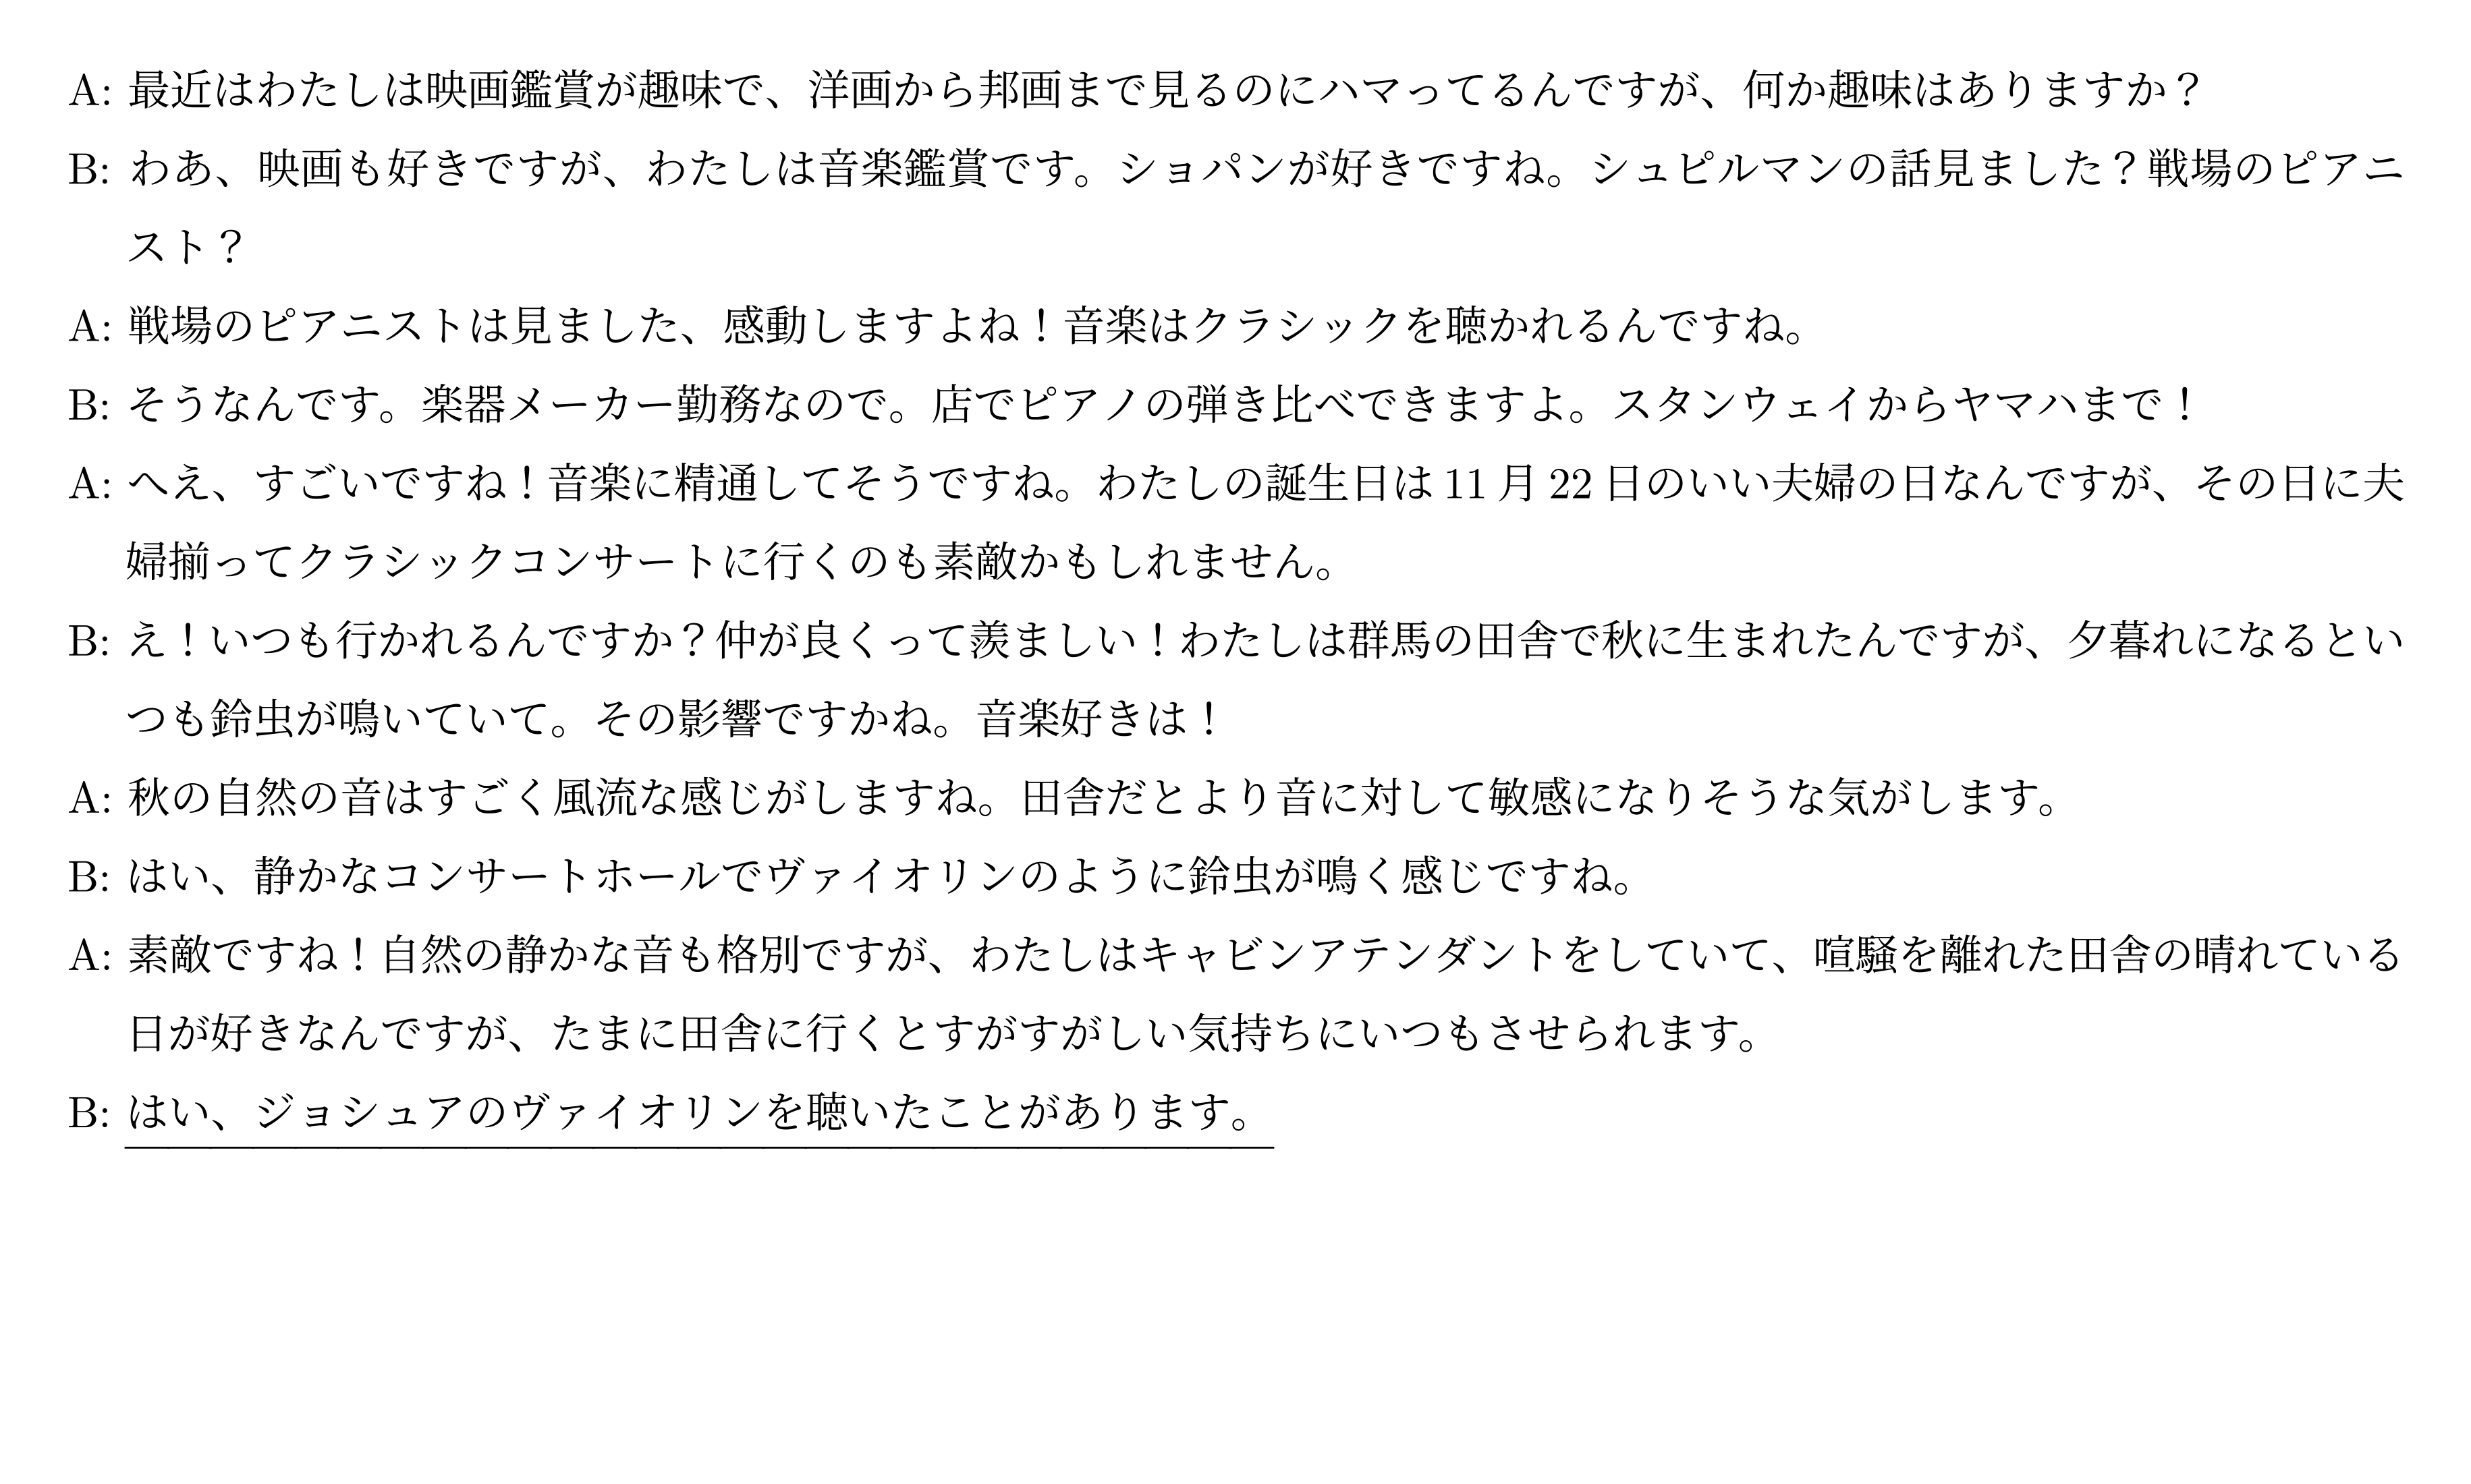 A: 最近はわたしは映画鑑賞が趣味で、洋画から邦画まで見るのにハマってるんですが、何か趣味はありますか？
B: わあ、映画も好きですが、わたしは音楽鑑賞です。ショパンが好きですね。シュピルマンの話見ました？戦場のピアニ
スト？
A: 戦場のピアニストは見ました、感動しますよね！音楽はクラシックを聴かれるんですね。
B: そうなんです。楽器メーカー勤務なので。店でピアノの弾き比べできますよ。スタンウェイからヤマハまで！
A: へえ、すごいですね！音楽に精通してそうですね。わたしの誕生日は 11 月 22 日のいい夫婦の日なんですが、その日に夫
婦揃ってクラシックコンサートに行くのも素敵かもしれません。
B: え！いつも行かれるんですか？仲が良くって羨ましい！わたしは群馬の田舎で秋に生まれたんですが、夕暮れになるとい
つも鈴虫が鳴いていて。その影響ですかね。音楽好きは！
A: 秋の自然の音はすごく風流な感じがしますね。田舎だとより音に対して敏感になりそうな気がします。
B: はい、静かなコンサートホールでヴァイオリンのように鈴虫が鳴く感じですね。
A: 素敵ですね！自然の静かな音も格別ですが、わたしはキャビンアテンダントをしていて、喧騒を離れた田舎の晴れている
日が好きなんですが、たまに田舎に行くとすがすがしい気持ちにいつもさせられます。
B: はい、ジョシュアのヴァイオリンを聴いたことがあります。